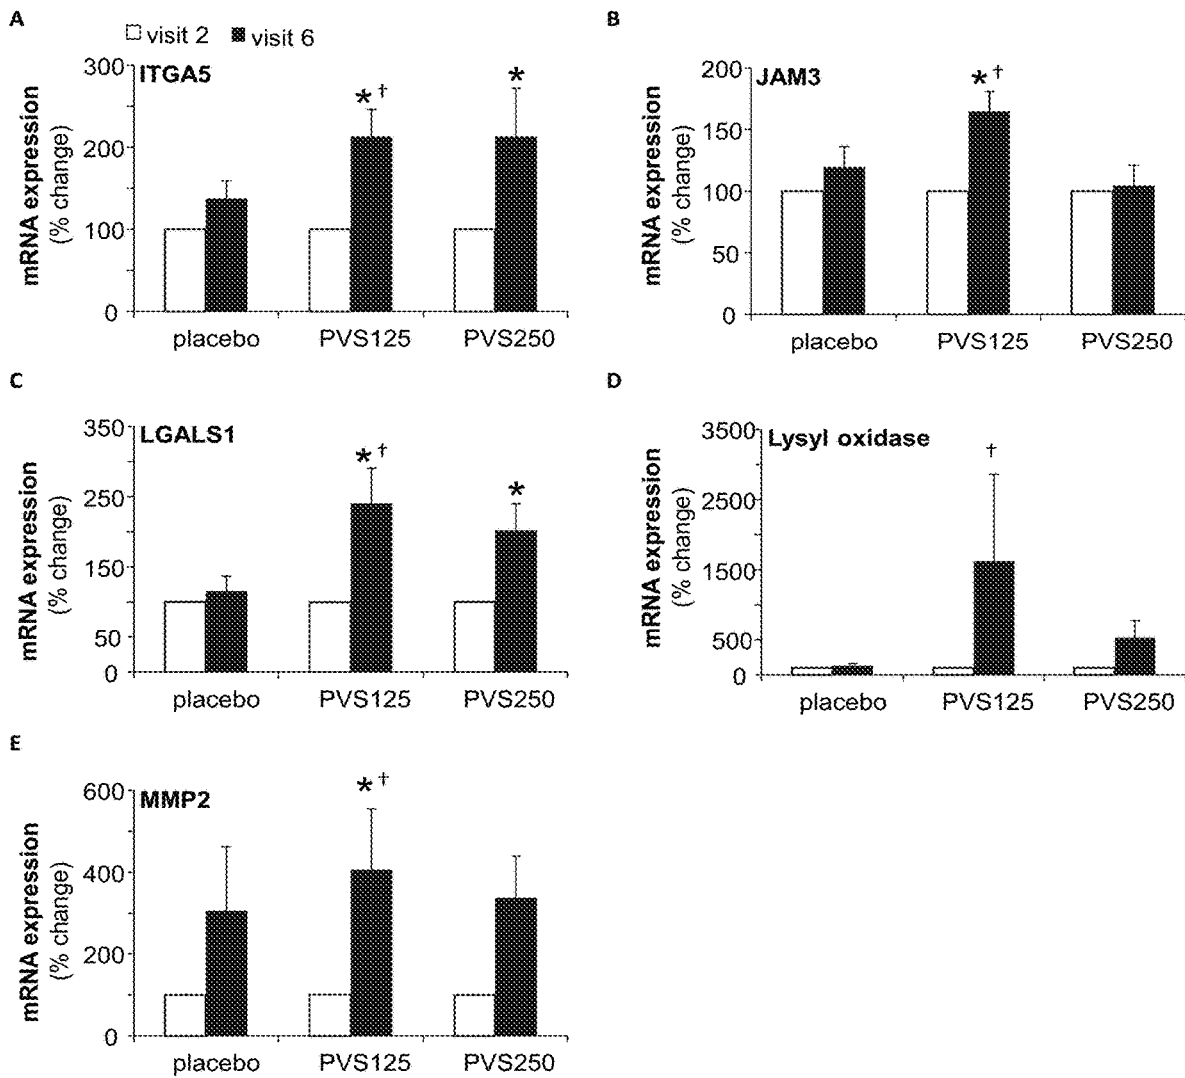 A
visit 2 visit 6
ITGA5
mRNA expression
(% change)
300
200
100
0
* †
*
placebo PVS125 PVS250
B
JAM3
mRNA expression
(% change)
200
150
100
50
0
* †
placebo PVS125 PVS250
C
LGALS1
mRNA expression
(% change)
350
250
150
50
0
* †
*
placebo PVS125 PVS250
D
Lysyl oxidase
mRNA expression
(% change)
3500
2500
1500
500
0
†
placebo PVS125 PVS250
E
MMP2
mRNA expression
(% change)
600
400
200
0
* †
placebo PVS125 PVS250